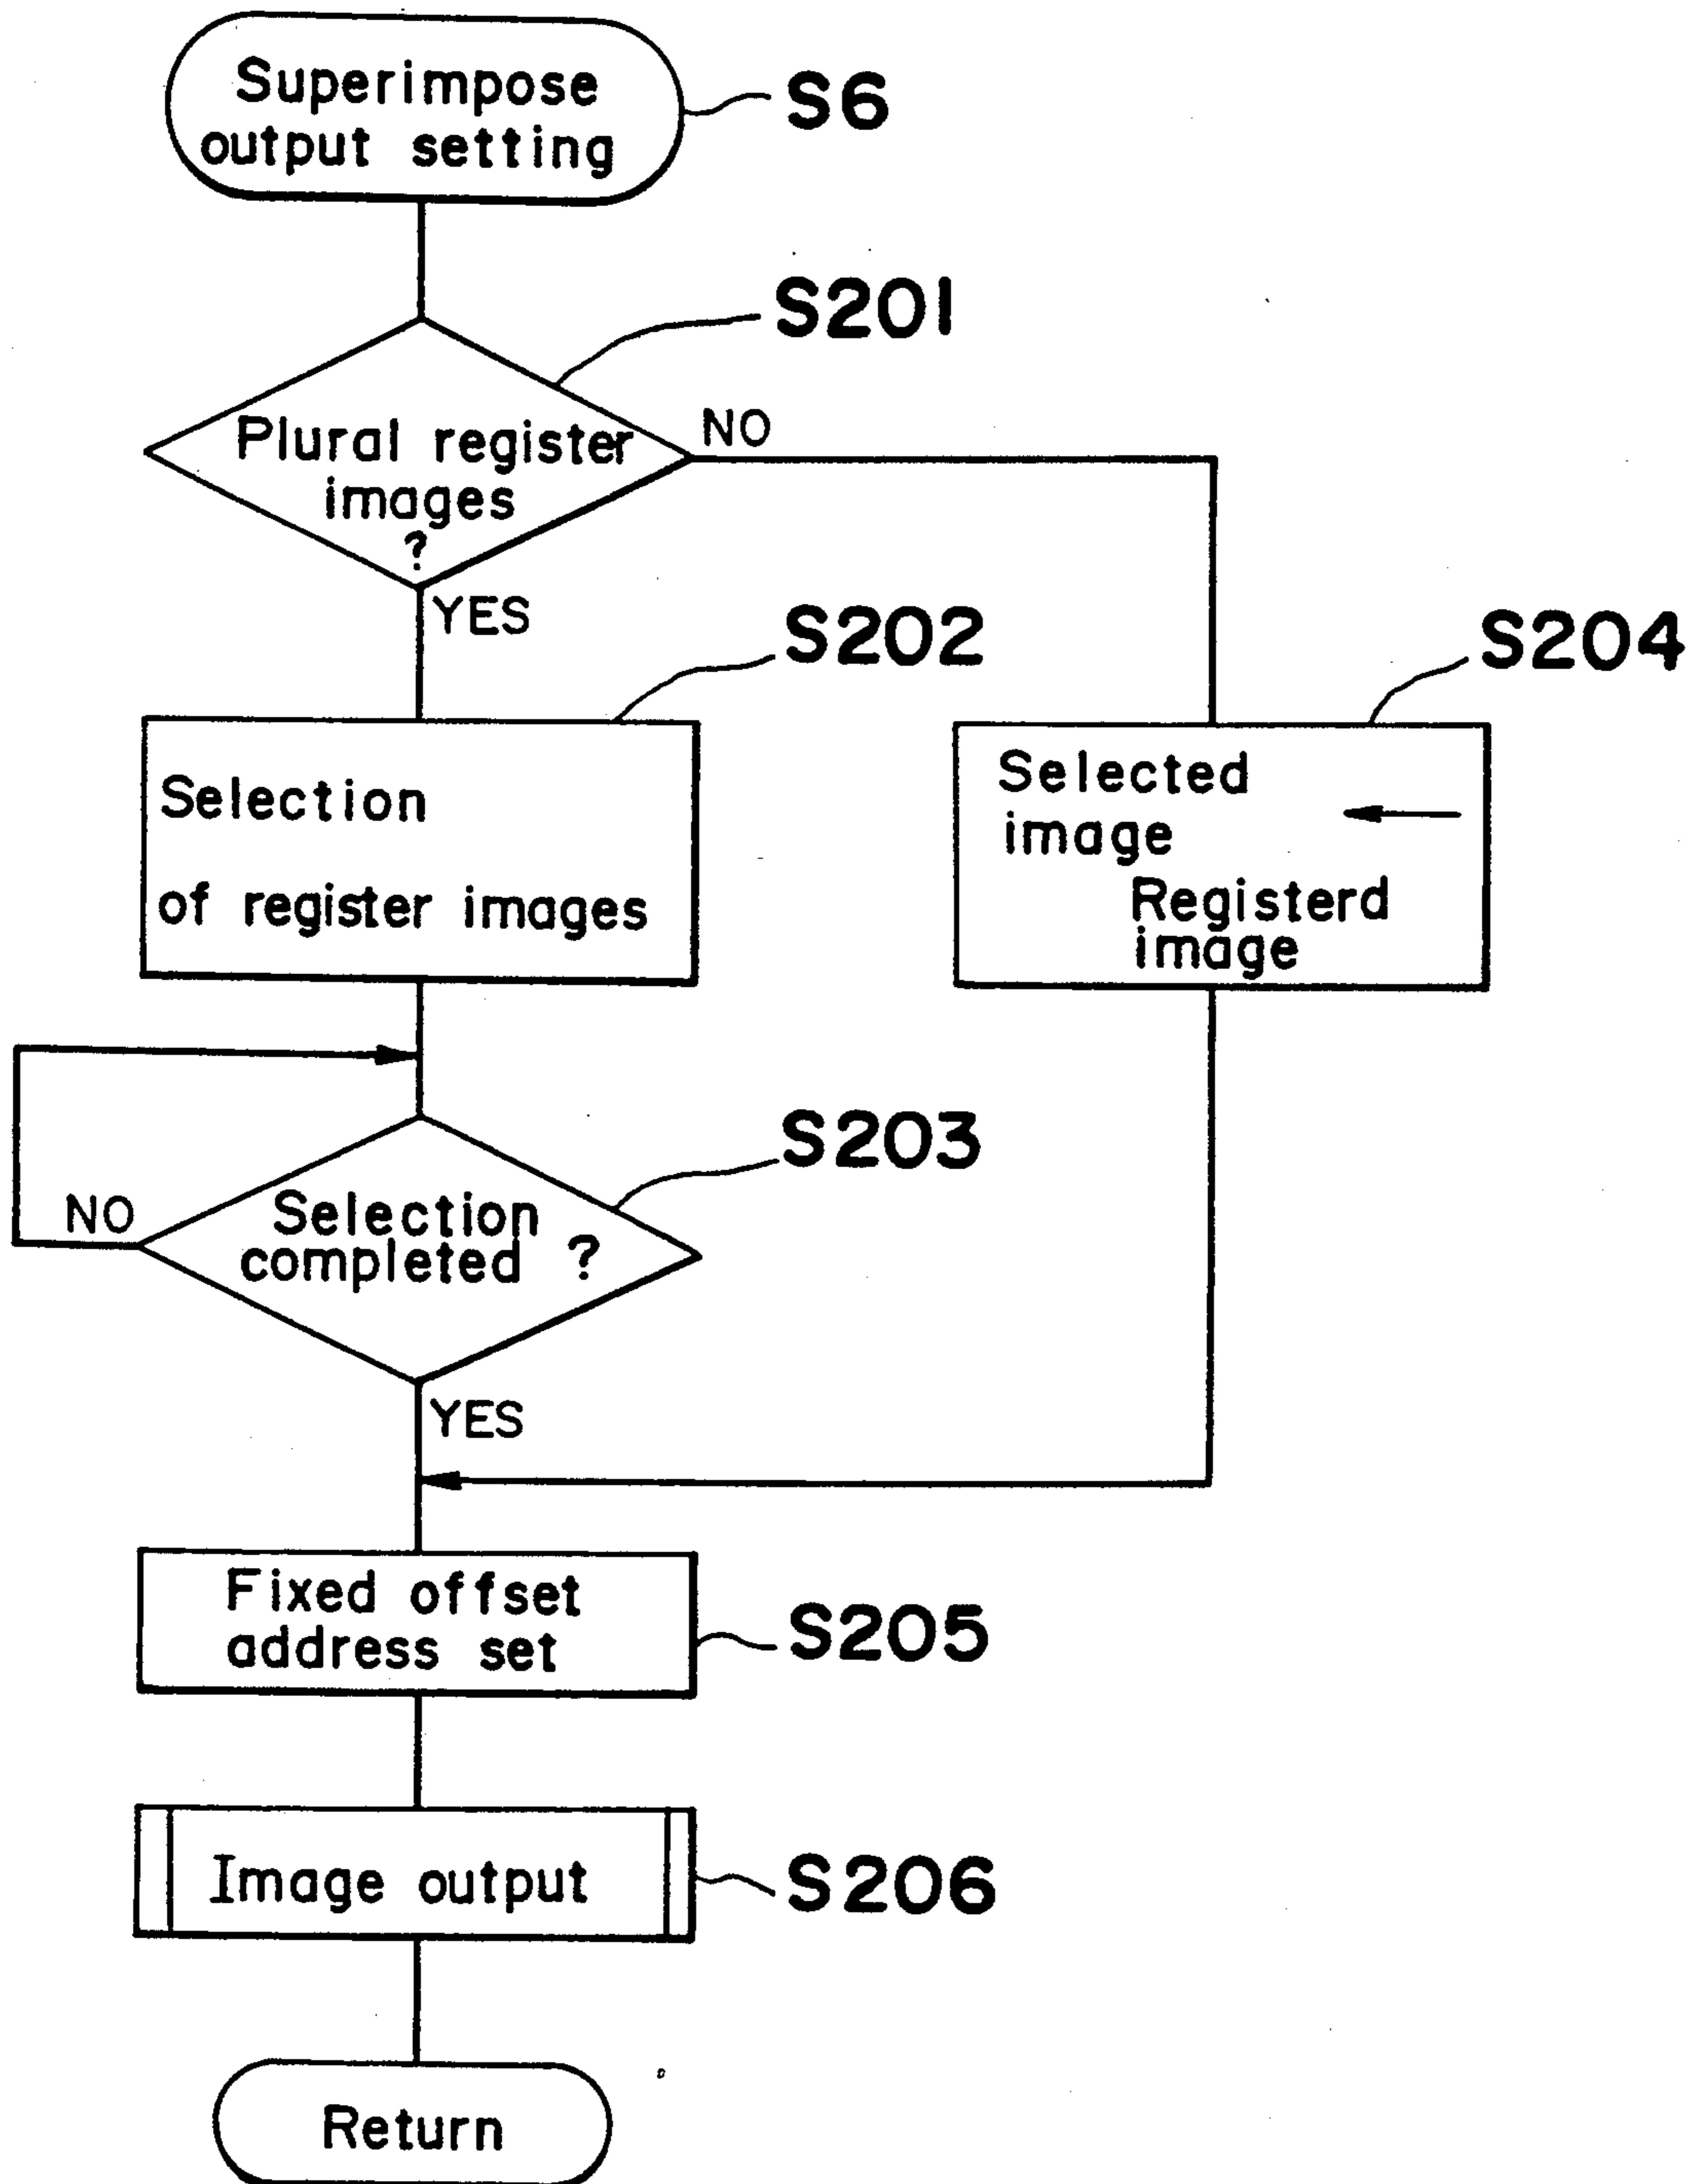 Superimpose
output setting
S6
S201
Plural register
images
?
NO
YES
S202
Selection
of register images
S204
Selected
image
Registerd
image
S203
Selection
completed ?
NO
YES
Fixed offset
address set
S205
Image output
S206
Return